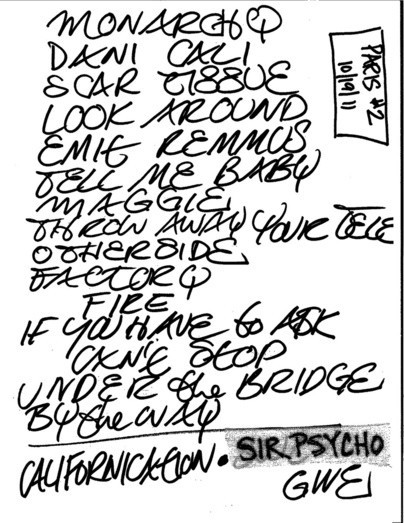 MONARCHY
DANI CALI
SCAR TISSUE
LOOK AROUND
EMIT REMMUS
TELL ME BABY
MAGGIE
THROW AWAY YOUR TELE
OTHERSIDE
FACTORY
FIRE
IF YOU HAVE to ASK
CAN'T STOP
UNDER the BRIDGE
BY the WAY
CALIFORNICATION • SIR PSYCHO
GWE
PARIS #2
10/19/11